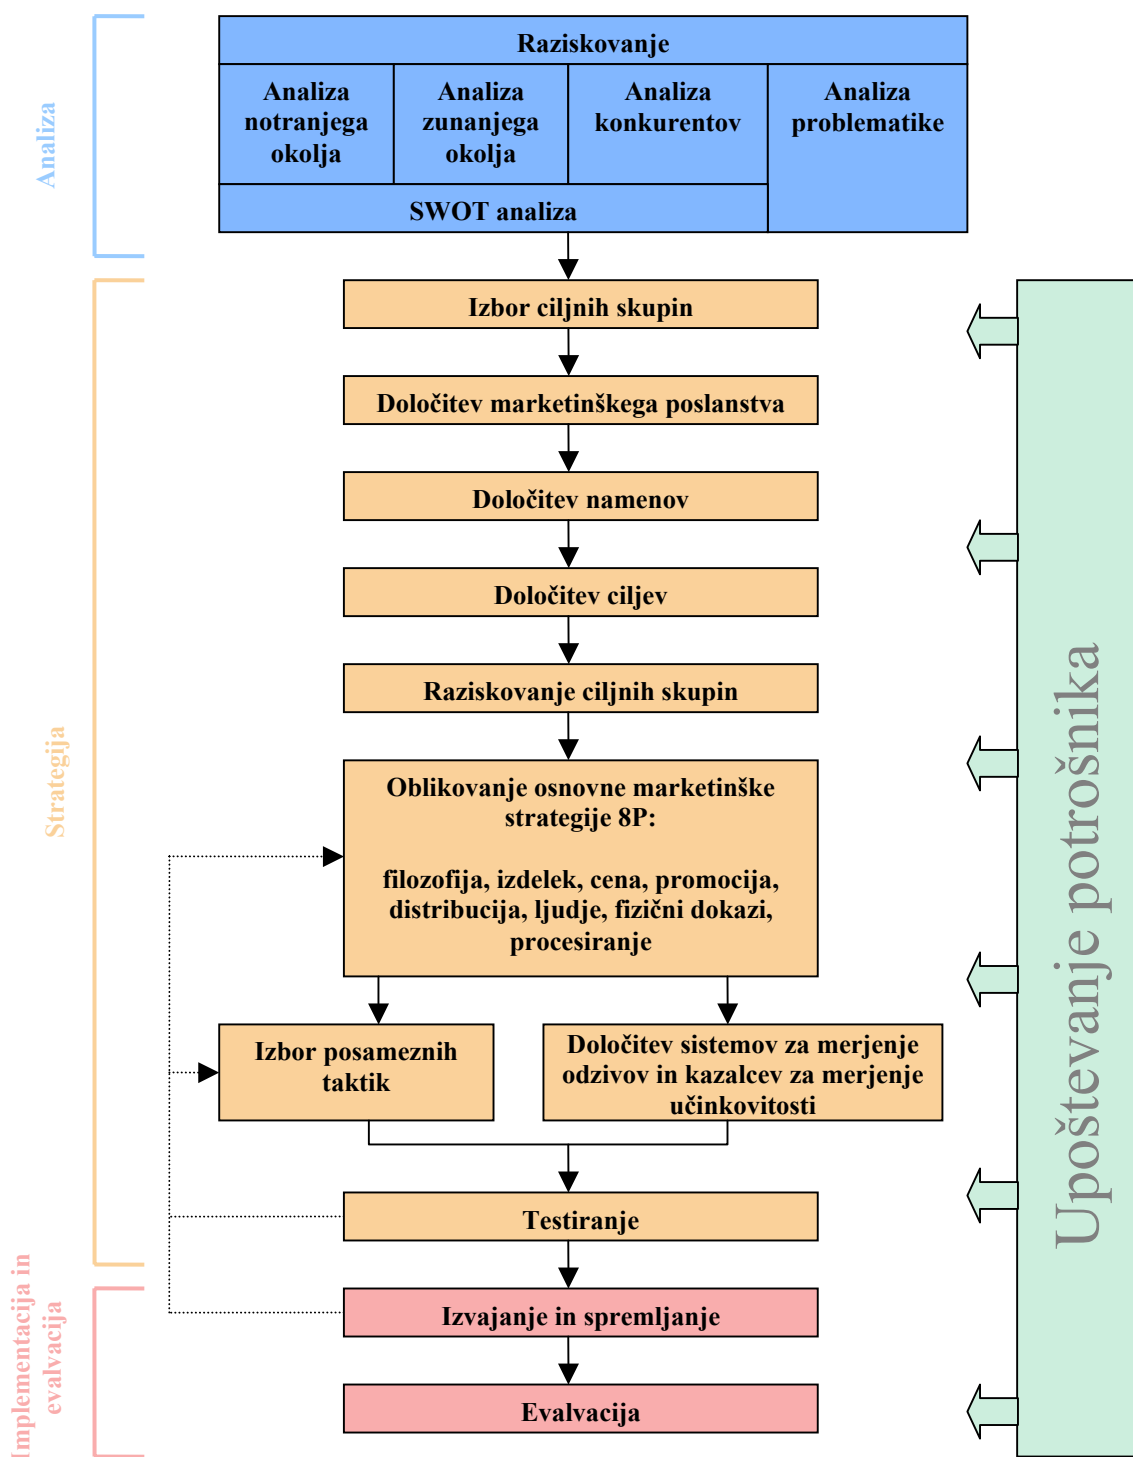 Analiza
Raziskovanje
Analiza
notranjega
okolja
Analiza
zunanjega
okolja
Analiza
konkurentov
Analiza
problematike
SWOT analiza
Strategija
Izbor ciljnih skupin
Določitev marketinškega poslanstva
Določitev namenov
Določitev ciljev
Raziskovanje ciljnih skupin
Oblikovanje osnovne marketinške
strategije 8P:
filozofija, izdelek, cena, promocija,
distribucija, ljudje, fizični dokazi,
procesiranje
Izbor posameznih
taktik
Določitev sistemov za merjenje
odzivov in kazalcev za merjenje
učinkovitosti
Testiranje
Implementacija in
evalvacija
Izvajanje in spremljanje
Evalvacija
Upoštevanje potrošnika